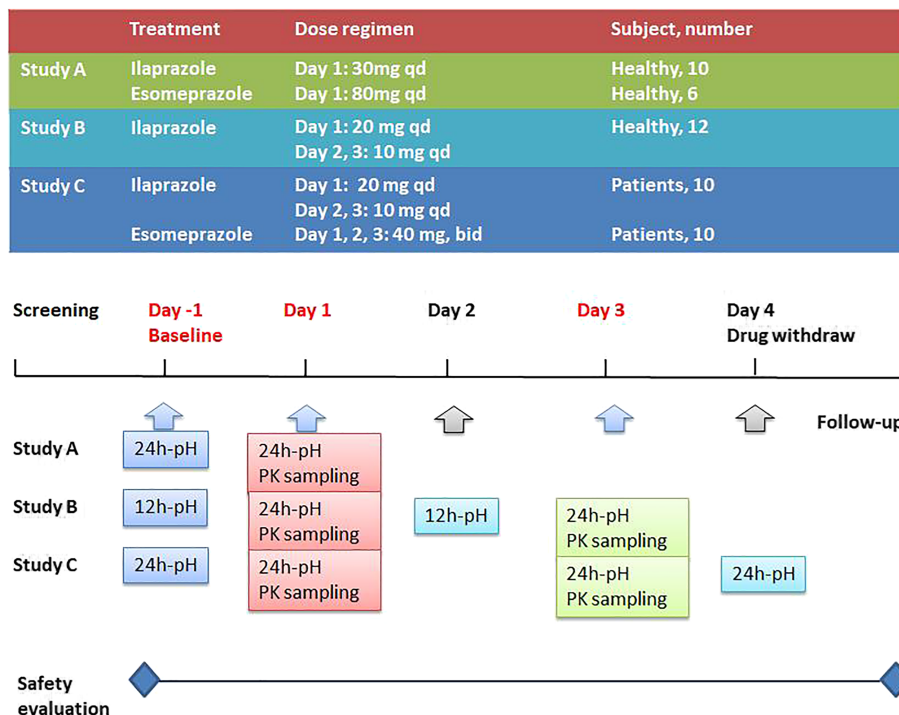 Treatment Dose regimen Subject, number
Study A Ilaprazole Day 1: 30mg qd Healthy, 10
Esomeprazole Day 1: 80mg qd Healthy, 6
Study B Ilaprazole Day 1: 20 mg qd Healthy, 12
Day 2, 3: 10 mg qd
Study C Ilaprazole Day 1: 20 mg qd Patients, 10
Day 2, 3: 10 mg qd
Esomeprazole Day 1, 2, 3: 40 mg, bid Patients, 10
Screening Day -1 Day 1 Day 2 Day 3 Day 4
Baseline Drug withdraw
Follow-up
Study A 24h-pH 24h-pH
PK sampling
Study B 12h-pH 24h-pH 12h-pH 24h-pH
PK sampling PK sampling
Study C 24h-pH 24h-pH 24h-pH 24h-pH
PK sampling PK sampling
Safety
evaluation